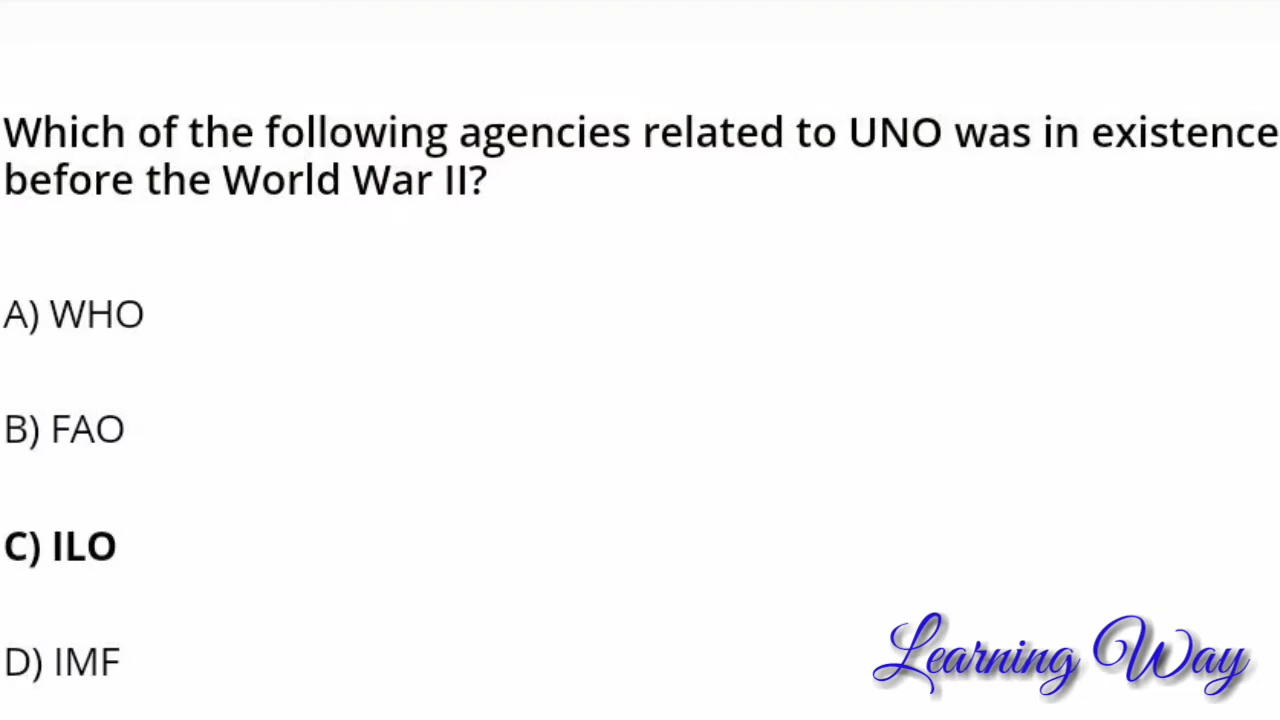 Which of the following agencies related to UNO was in existence
before the World War II?
A) WHO
B) FAO
C) ILO
D) IMF
Learning Way